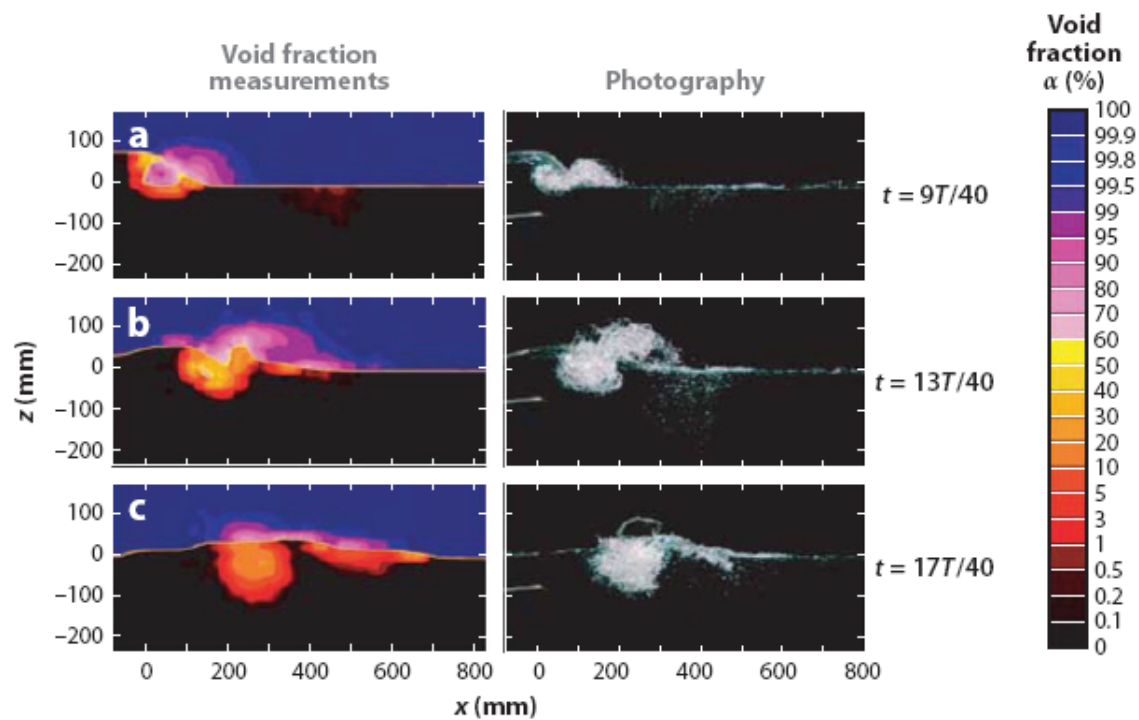 Void fraction
measurements
Photography
Void
fraction
α (%)
a
100
0
–100
–200
t = 9T/40
b
100
0
–100
–200
t = 13T/40
c
100
0
–100
–200
t = 17T/40
z (mm)
0 200 400 600 800
0 200 400 600 800
x (mm)
100
99.9
99.8
99.5
99
95
90
80
70
60
50
40
30
20
10
5
3
1
0.5
0.2
0.1
0